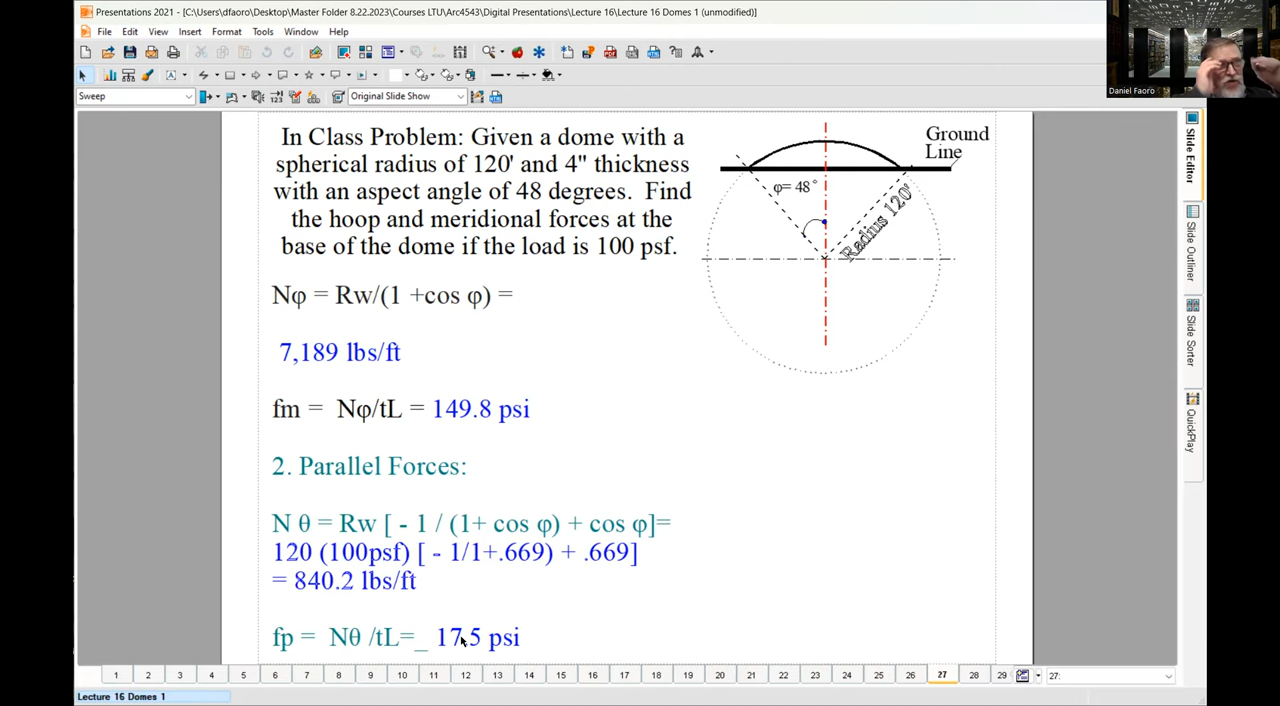 Presentations 2021 - [C:\Users\dfaoro\Desktop\Master Folder 8.22.2023\Courses LTU\Arc4543\Digital Presentations\Lecture 16\Lecture 16 Domes 1 (unmodified)]
File Edit View Insert Format Tools Window Help
Sweep
Original Slide Show
Daniel Faoro
In Class Problem: Given a dome with a
spherical radius of 120' and 4" thickness
with an aspect angle of 48 degrees. Find
the hoop and meridional forces at the
base of the dome if the load is 100 psf.
Ground
Line
φ= 48°
Radius 120'
Nφ = Rw/(1 +cos φ) =
7,189 lbs/ft
fm = Nφ/tL = 149.8 psi
2. Parallel Forces:
N θ = Rw [ - 1 / (1+ cos φ) + cos φ]=
120 (100psf) [ - 1/1+.669) + .669]
= 840.2 lbs/ft
fp = Nθ /tL=_ 17.5 psi
Slide Editor
Slide Outliner
Slide Sorter
QuickPlay
1 2 3 4 5 6 7 8 9 10 11 12 13 14 15 16 17 18 19 20 21 22 23 24 25 26 27 28 29
27:
Lecture 16 Domes 1